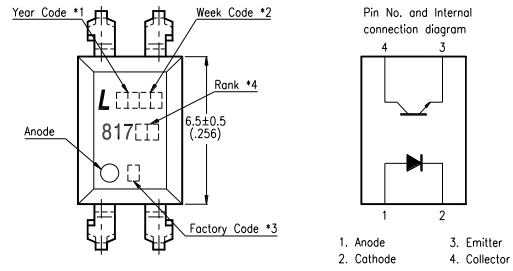 Year Code *1
Week Code *2
L
Rank *4
817
6.5±0.5
(.256)
Anode
Factory Code *3
Pin No. and Internal
connection diagram
4 3
1 2
1. Anode 3. Emitter
2. Cathode 4. Collector